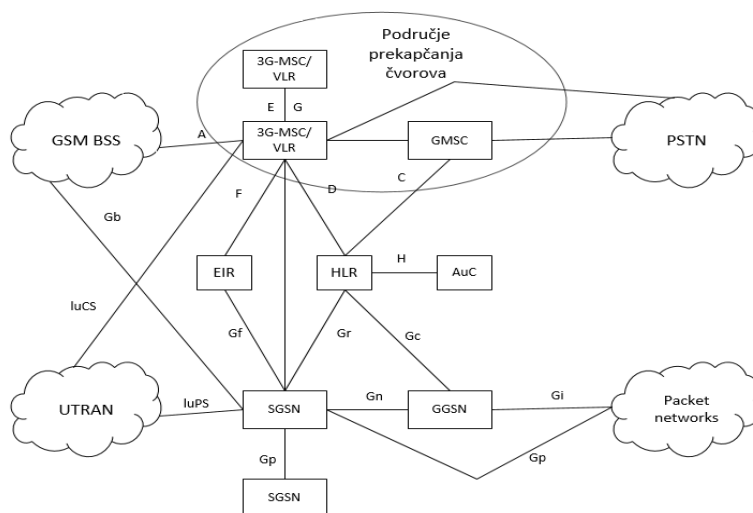 Područje
prekapčanja
čvorova
3G-MSC/
VLR
E
G
GSM BSS
A
3G-MSC/
VLR
GMSC
PSTN
F
D
C
Gb
EIR
HLR
H
AuC
IuCS
Gf
Gr
Gc
UTRAN
IuPS
SGSN
Gn
GGSN
Gi
Packet
networks
Gp
Gp
SGSN